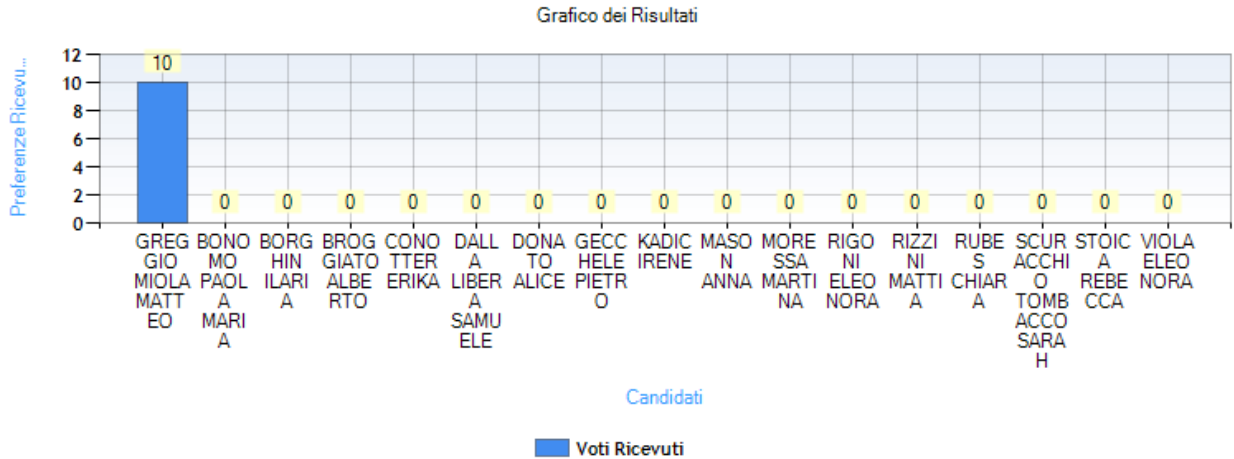 Grafico dei Risultati
Preferenze Ricevu...
12
10
8
6
4
2
0
10
0 0 0 0 0 0 0 0 0 0 0 0 0 0 0 0
GREG
GIO
MIOLA
MATT
EO
BONO
MO
PAOL
A
MARI
A
BORG
HIN
ILARI
A
BROG
GIATO
ALBE
RTO
CONO
TTER
ERIKA
DALL
A
LIBER
A
SAMU
ELE
DONA
TO
ALICE
GECC
HELE
PIETR
O
KADIC
IRENE
MASO
N
ANNA
MORE
SSA
MARTI
NA
RIGO
NI
ELEO
NORA
RIZZI
NI
MATTI
A
RUBE
S
CHIAR
A
SCUR
ACCHI
O
TOMB
ACCO
SARA
H
STOIC
A
REBE
CCA
VIOLA
ELEO
NORA
Candidati
Voti Ricevuti